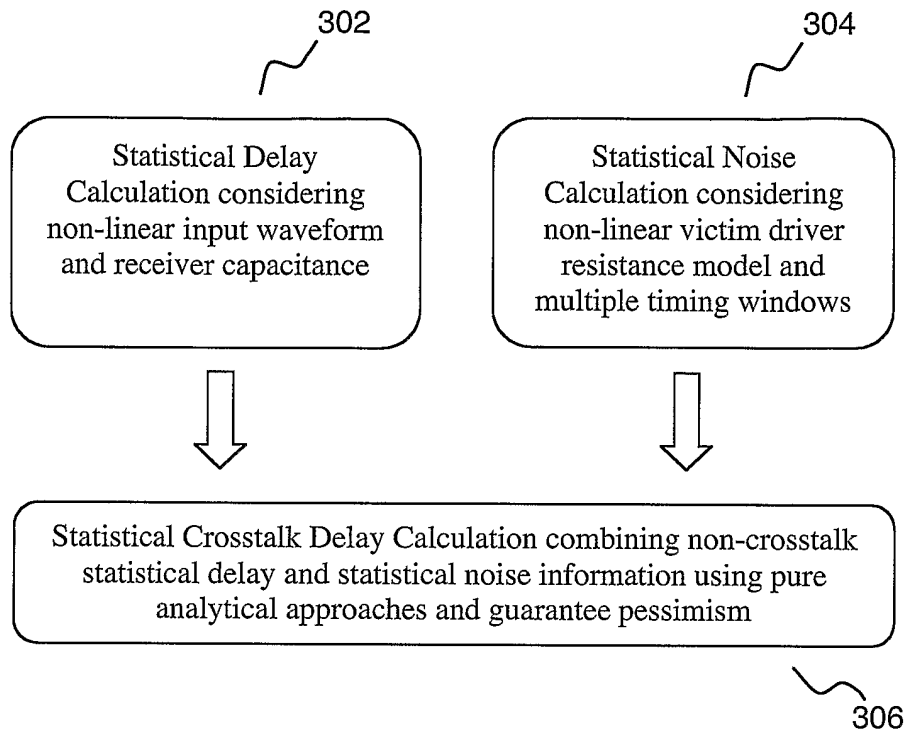 302
304
Statistical Delay
Calculation considering
non-linear input waveform
and receiver capacitance
Statistical Noise
Calculation considering
non-linear victim driver
resistance model and
multiple timing windows
Statistical Crosstalk Delay Calculation combining non-crosstalk
statistical delay and statistical noise information using pure
analytical approaches and guarantee pessimism
306